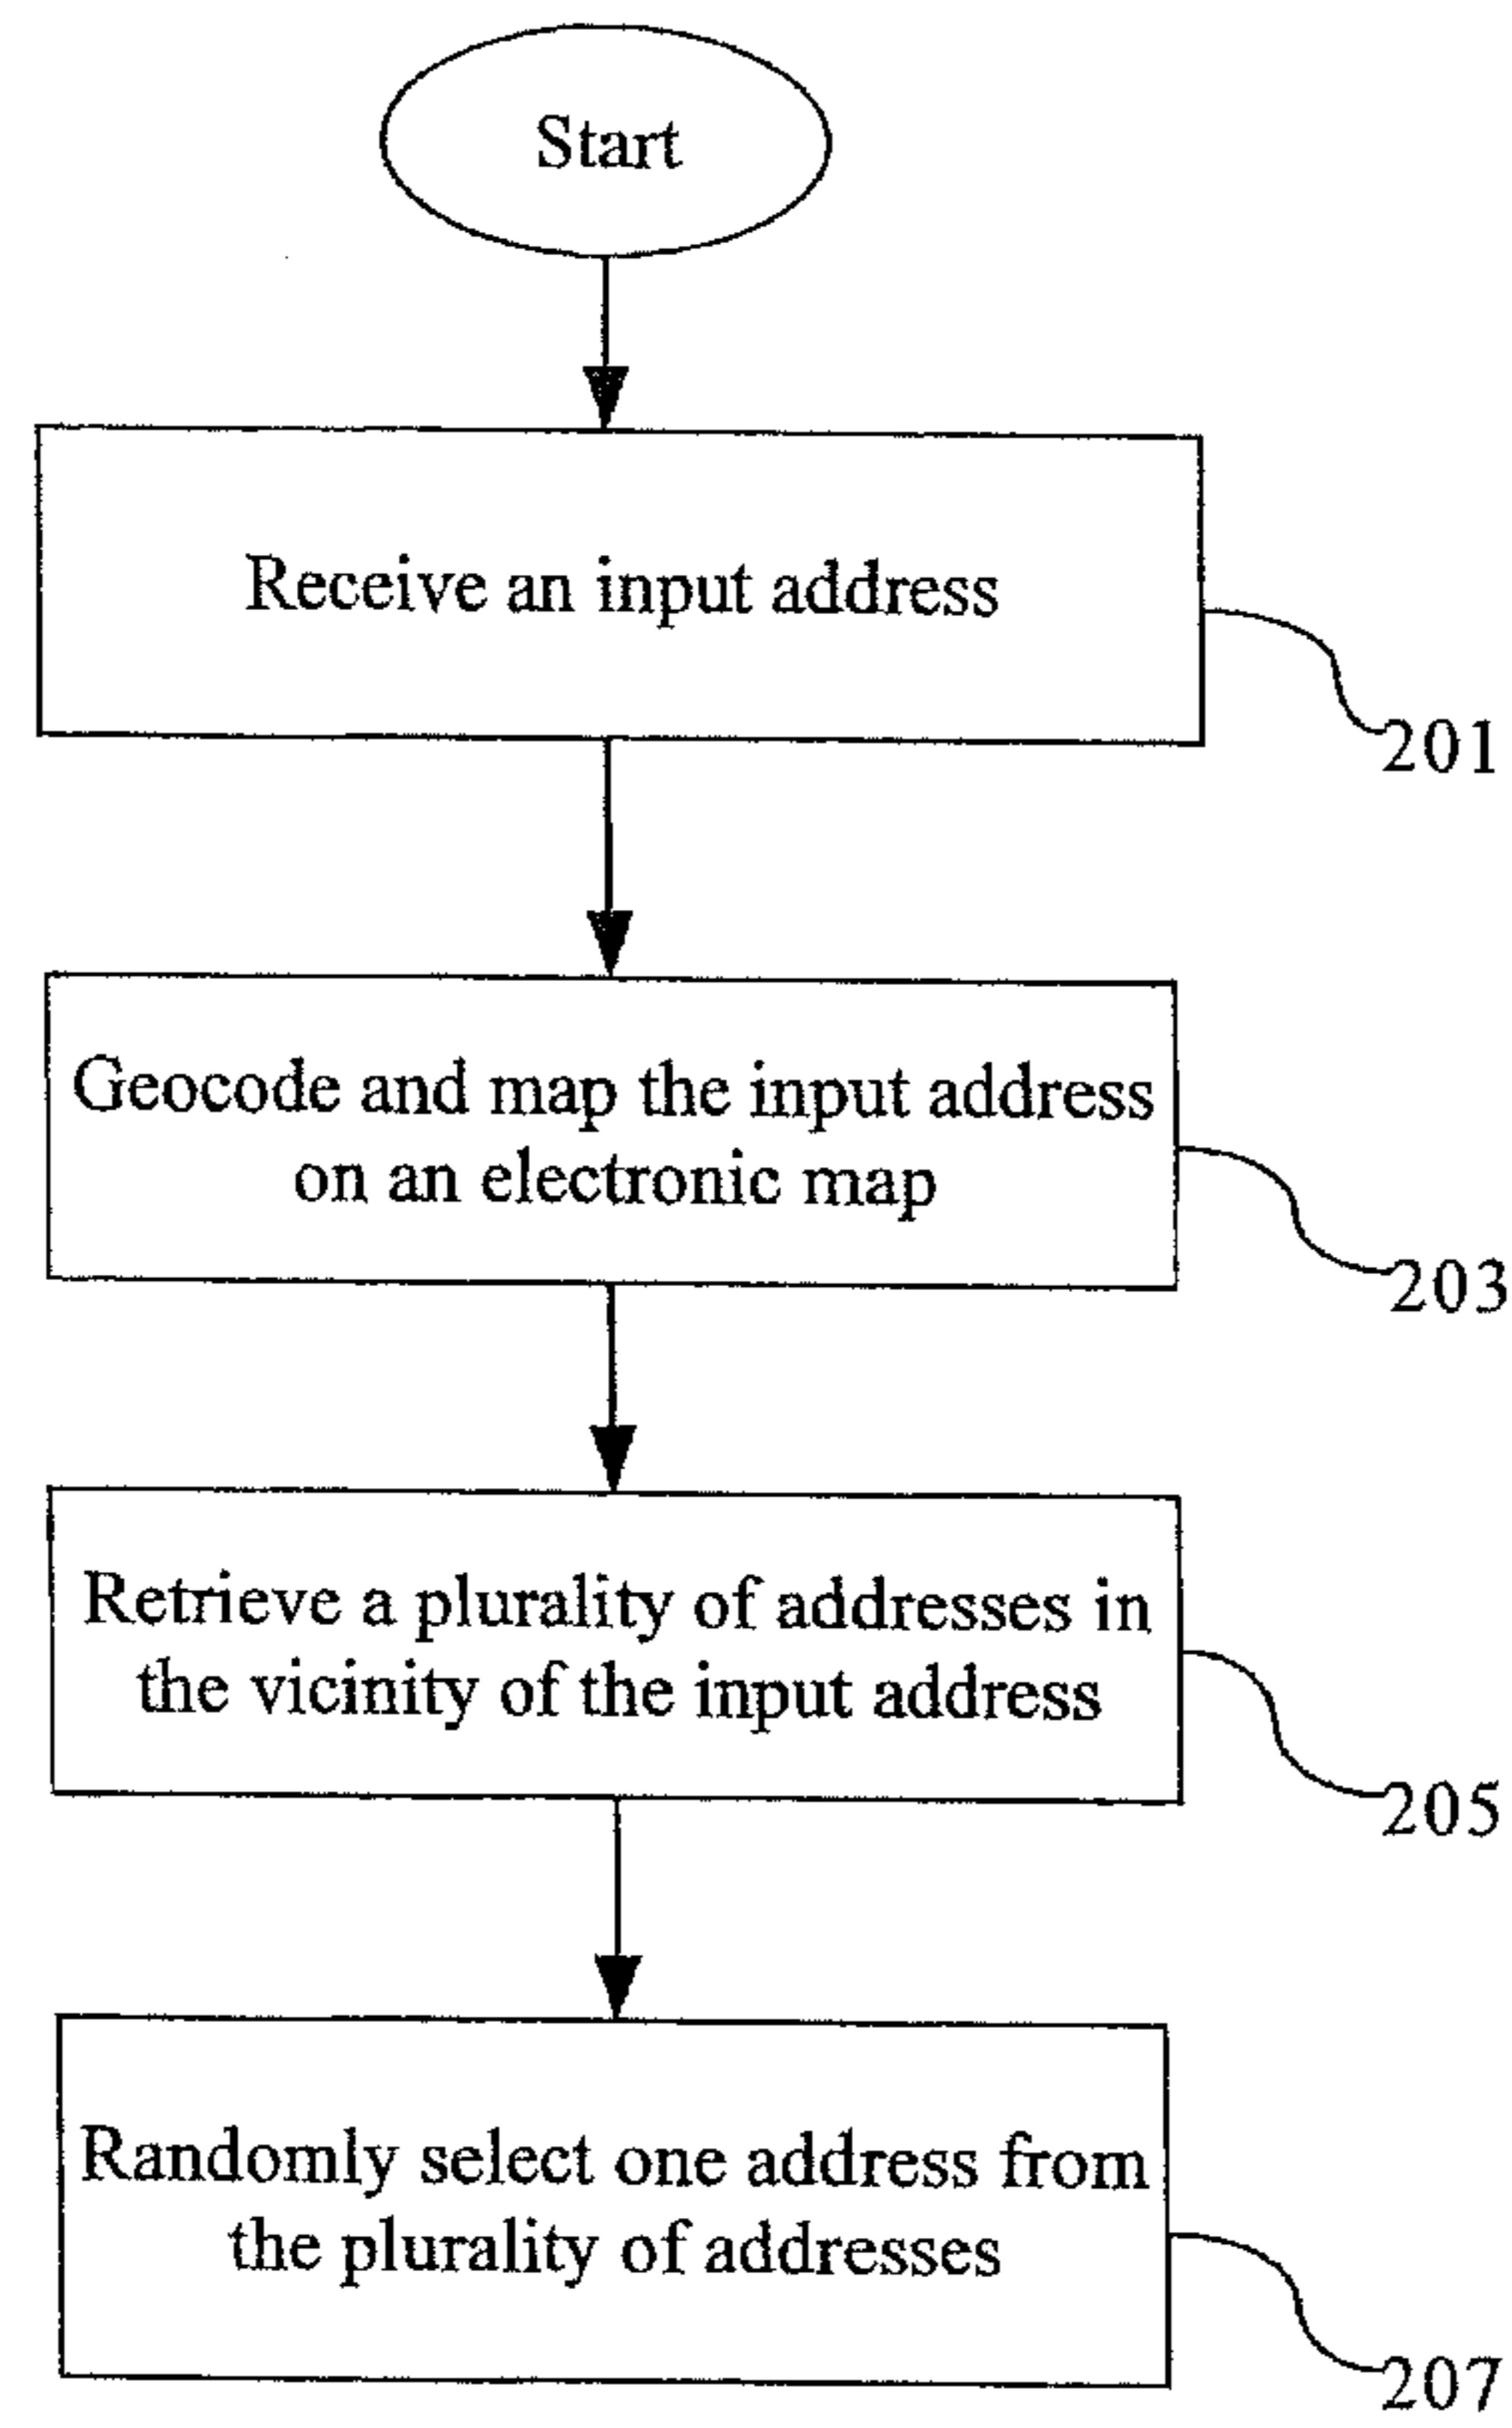 Start
Receive an input address
201
Geocode and map the input address
on an electronic map
203
Retrieve a plurality of addresses in
the vicinity of the input address
205
Randomly select one address from
the plurality of addresses
207